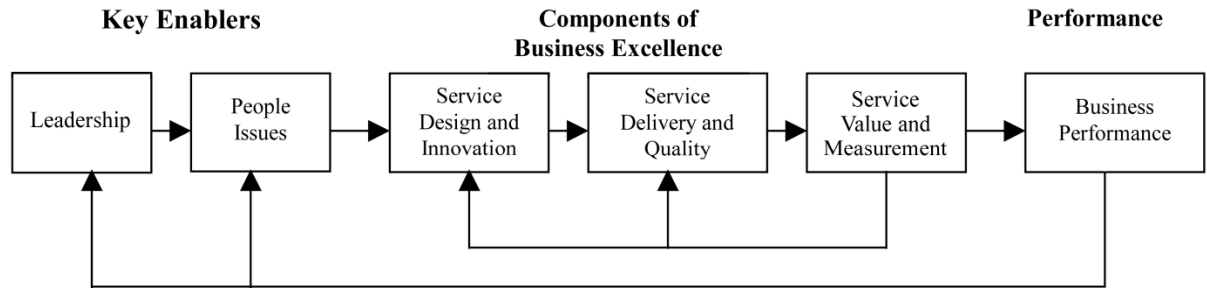 Key Enablers
Components of
Business Excellence
Performance
Leadership
People
Issues
Service
Design and
Innovation
Service
Delivery and
Quality
Service
Value and
Measurement
Business
Performance